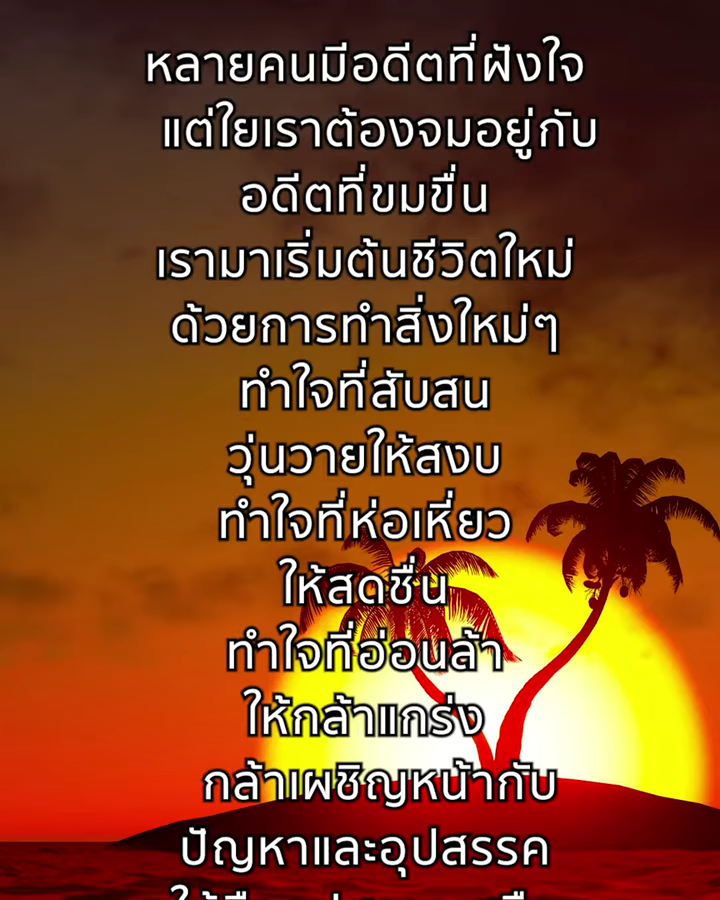 หลายคนมีอดีตที่ฝังใจ
แต่ใยเราต้องจมอยู่กับ
อดีตที่ขมขื่น
เรามาเริ่มต้นชีวิตใหม่
ด้วยการทำสิ่งใหม่ๆ
ทำใจที่สับสน
วุ่นวายให้สงบ
ทำใจที่ห่อเหี่ยว
ให้สดชื่น
ทำใจที่อ่อนล้า
ให้กล้าแกร่ง
กล้าเผชิญหน้ากับ
ปัญหาและอุปสรรค